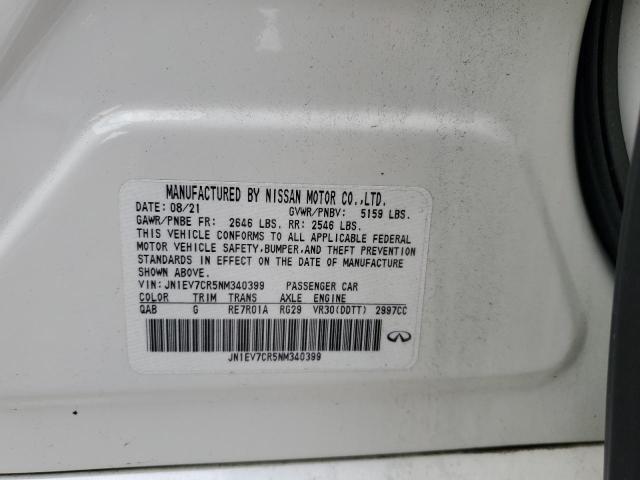 MANUFACTURED BY NISSAN MOTOR CO.,LTD.
DATE: 08/21 GVWR/PNBV: 5159 LBS.
GAWR/PNBE FR: 2646 LBS. RR: 2546 LBS.
THIS VEHICLE CONFORMS TO ALL APPLICABLE FEDERAL
MOTOR VEHICLE SAFETY,BUMPER,AND THEFT PREVENTION
STANDARDS IN EFFECT ON THE DATE OF MANUFACTURE
SHOWN ABOVE.
VIN: JN1EV7CR5NM340399 PASSENGER CAR
COLOR TRIM TRANS AXLE ENGINE
QAB G RE7R01A RG29 VR30(DDTT) 2997CC
JN1EV7CR5NM340399